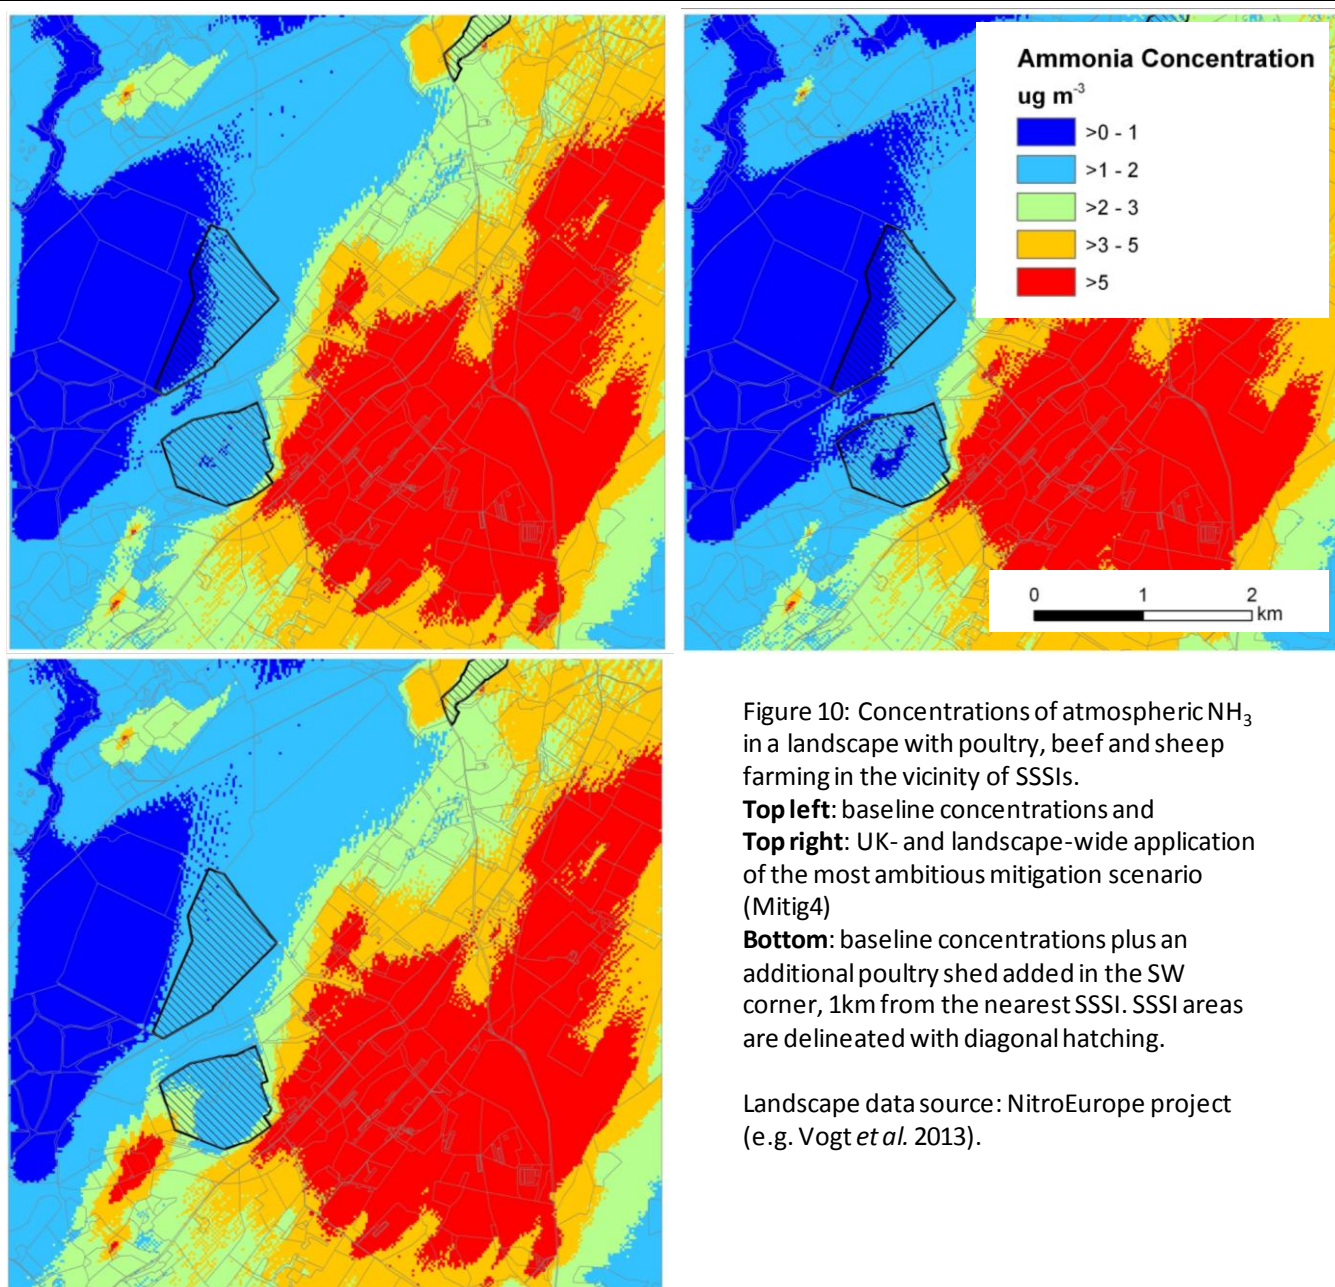 Ammonia Concentration
ug m⁻³
>0 - 1
>1 - 2
>2 - 3
>3 - 5
>5
0 1 2
km
Figure 10: Concentrations of atmospheric NH₃
in a landscape with poultry, beef and sheep
farming in the vicinity of SSSIs.
Top left: baseline concentrations and
Top right: UK- and landscape-wide application
of the most ambitious mitigation scenario
(Mitig4)
Bottom: baseline concentrations plus an
additional poultry shed added in the SW
corner, 1km from the nearest SSSI. SSSI areas
are delineated with diagonal hatching.
Landscape data source: NitroEurope project
(e.g. Vogt et al. 2013).